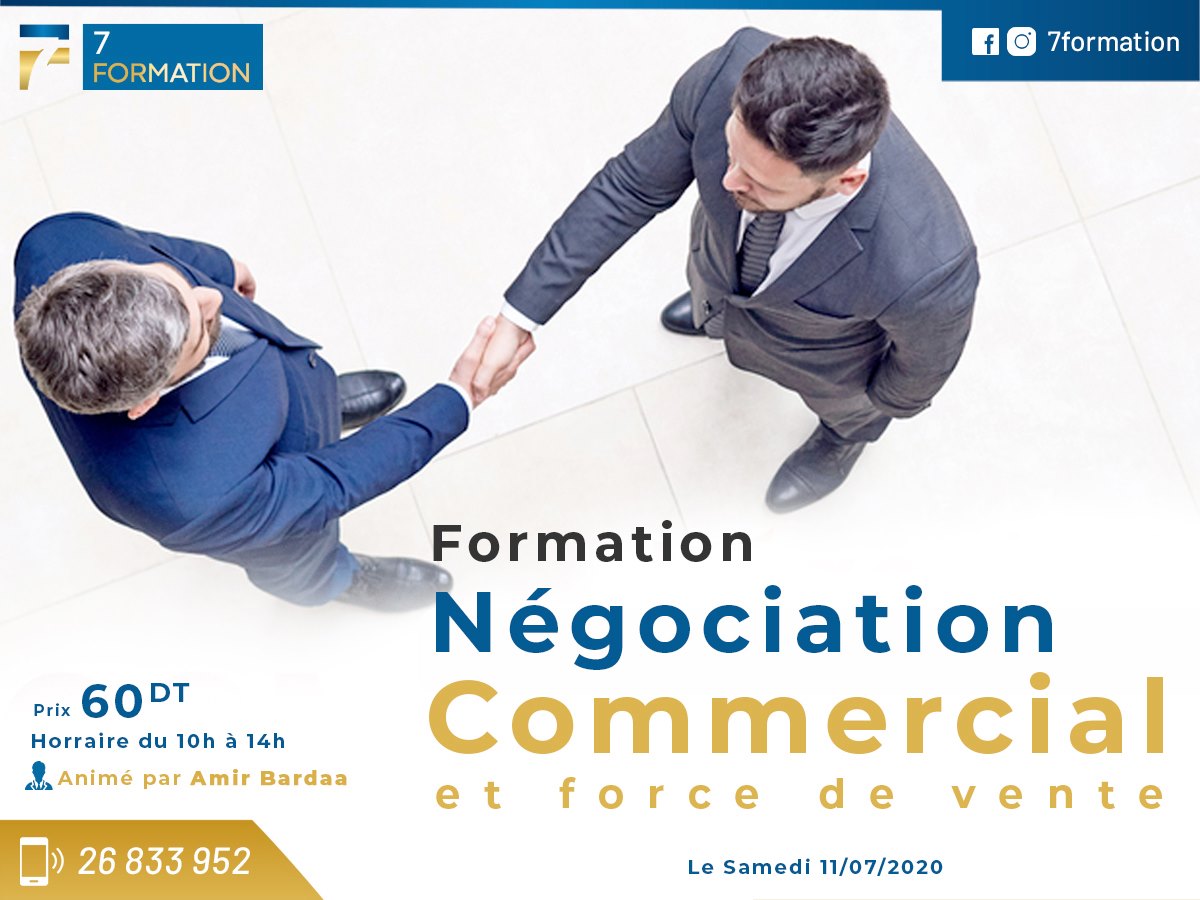 7
FORMATION
7formation
Formation
Négociation
Commercial
et force de vente
Prix 60 DT
Horraire du 10h à 14h
Animé par Amir Bardaa
26 833 952
Le Samedi 11/07/2020